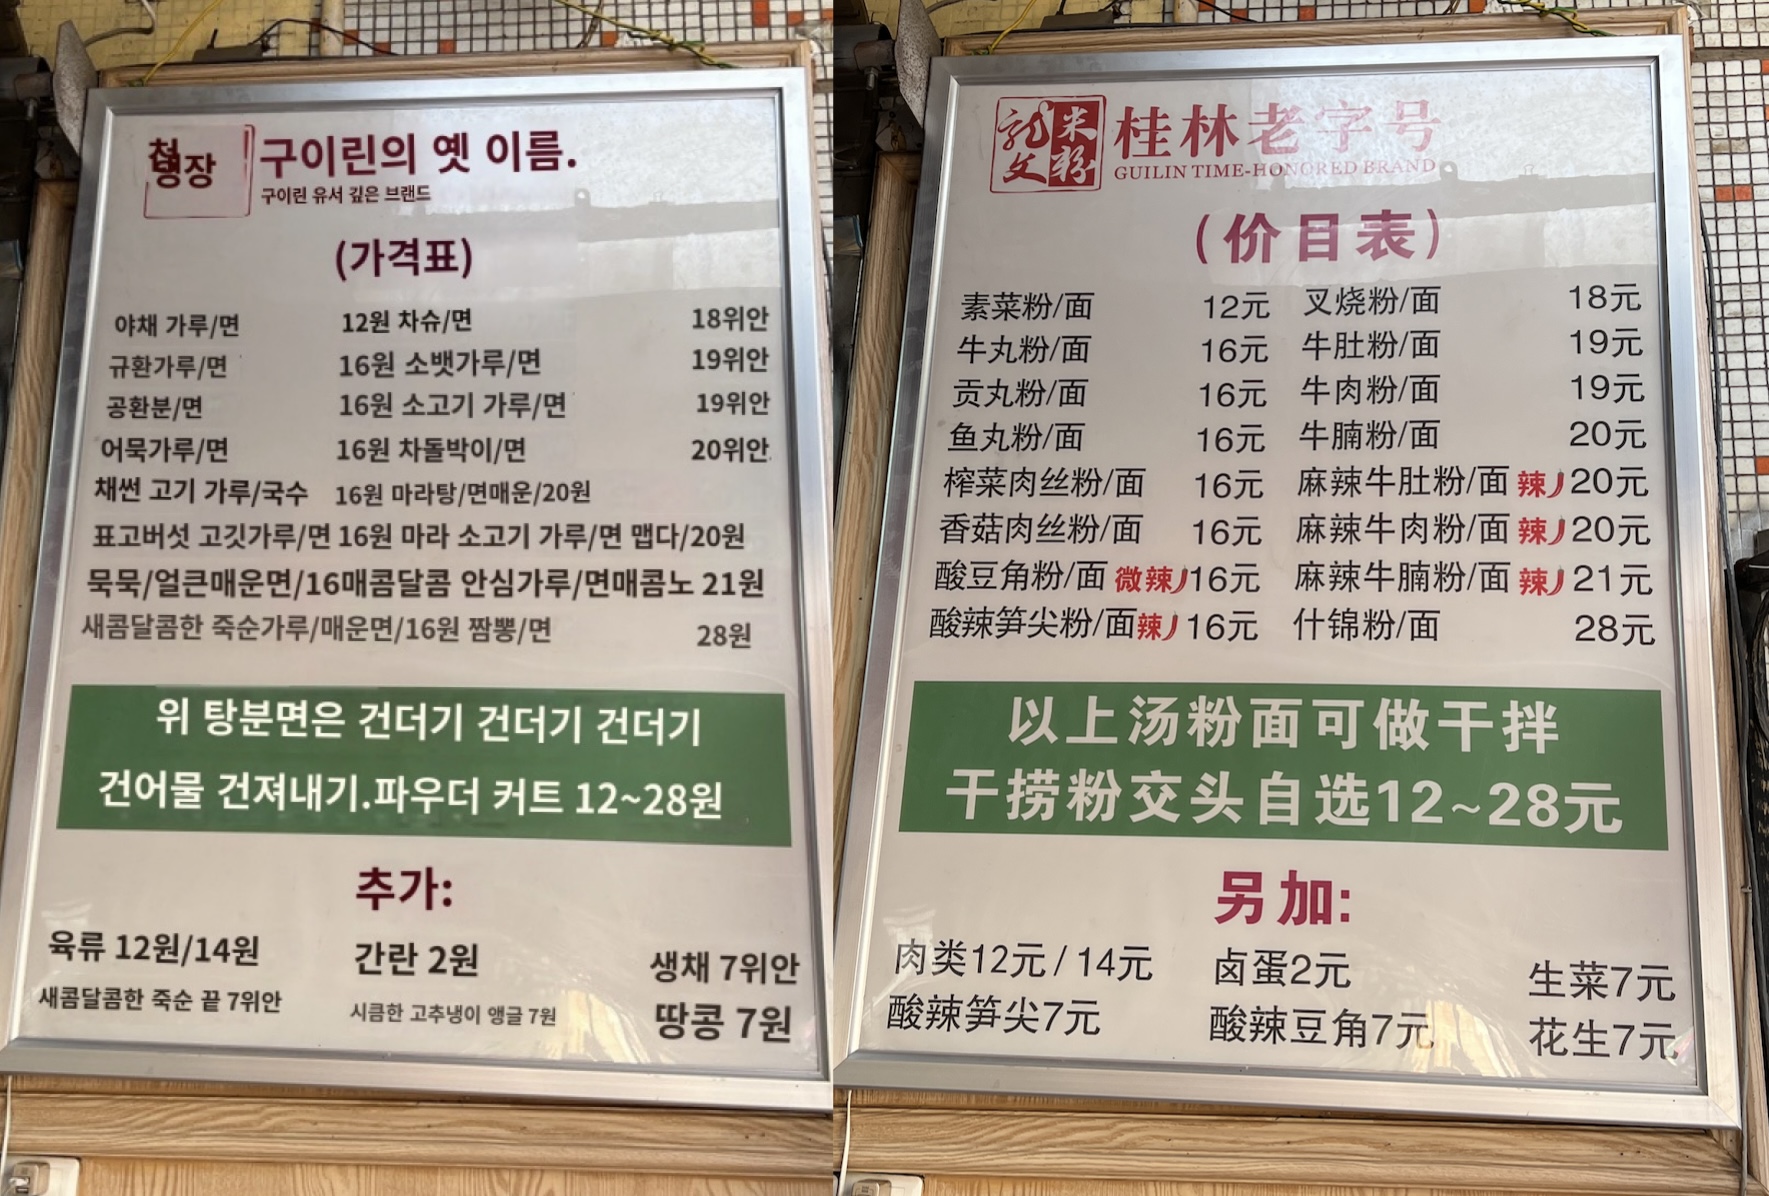 천
명장
구이린의 옛 이름.
구이린 유서 깊은 브랜드
(가격표)
야채 가루/면 12원 차슈/면 18위안
규환가루/면 16원 소뱃가루/면 19위안
공환분/면 16원 소고기 가루/면 19위안
어묵가루/면 16원 차돌박이/면 20위안
채썬 고기 가루/국수 16원 마라탕/면매운/20원
표고버섯 고깃가루/면 16원 마라 소고기 가루/면 맵다/20원
묵묵/얼큰매운면/16매콤달콤 안심가루/면매콤노 21원
새콤달콤한 죽순가루/매운면/16원 짬뽕/면 28원
위 탕분면은 건더기 건더기 건더기
건어물 건져내기.파우더 커트 12~28원
추가:
육류 12원/14원 간란 2원 생채 7위안
새콤달콤한 죽순 끝 7위안 시큼한 고추냉이 앵글 7원 땅콩 7원
龙文米粉
桂林老字号
GUILIN TIME-HONORED BRAND
(价目表)
素菜粉/面 12元 叉烧粉/面 18元
牛丸粉/面 16元 牛肚粉/面 19元
贡丸粉/面 16元 牛肉粉/面 19元
鱼丸粉/面 16元 牛腩粉/面 20元
榨菜肉丝粉/面 16元 麻辣牛肚粉/面 辣 20元
香菇肉丝粉/面 16元 麻辣牛肉粉/面 辣 20元
酸豆角粉/面 微辣 16元 麻辣牛腩粉/面 辣 21元
酸辣笋尖粉/面 辣 16元 什锦粉/面 28元
以上汤粉面可做干拌
干捞粉交头自选12~28元
另加:
肉类12元/14元 卤蛋2元 生菜7元
酸辣笋尖7元 酸辣豆角7元 花生7元